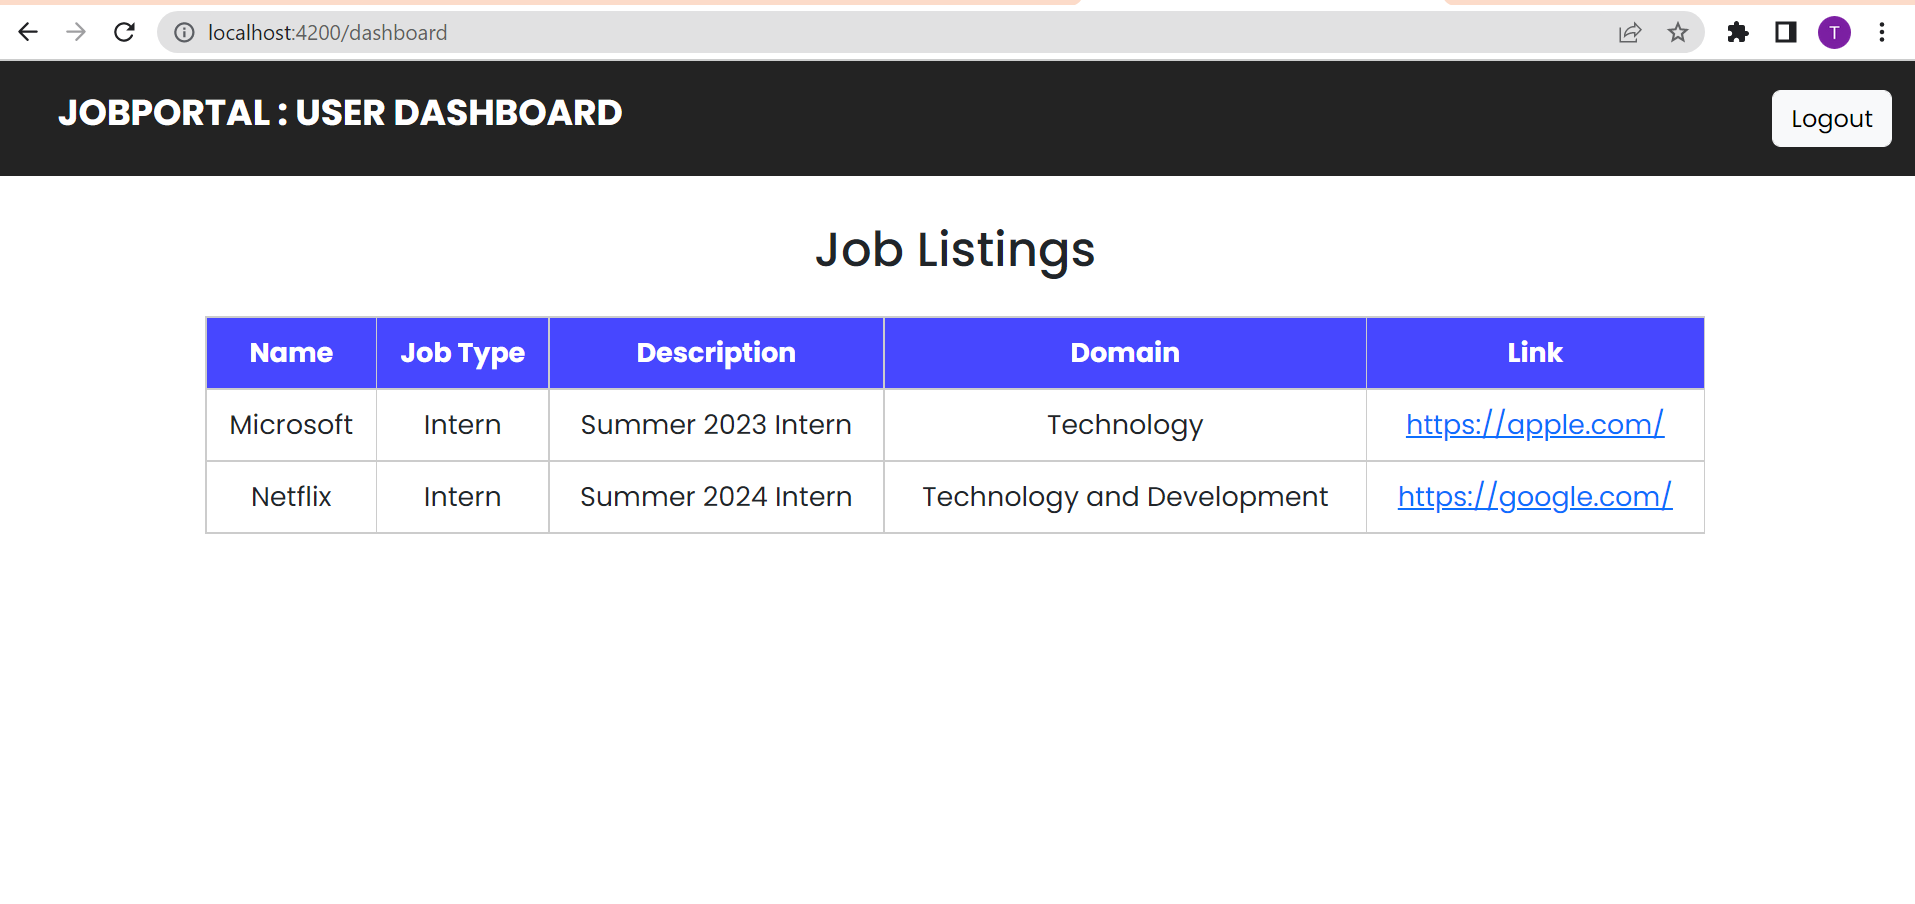 localhost:4200/dashboard
T
JOBPORTAL : USER DASHBOARD
Logout
Job Listings
Name Job Type Description Domain Link
Microsoft Intern Summer 2023 Intern Technology https://apple.com/
Netflix Intern Summer 2024 Intern Technology and Development https://google.com/